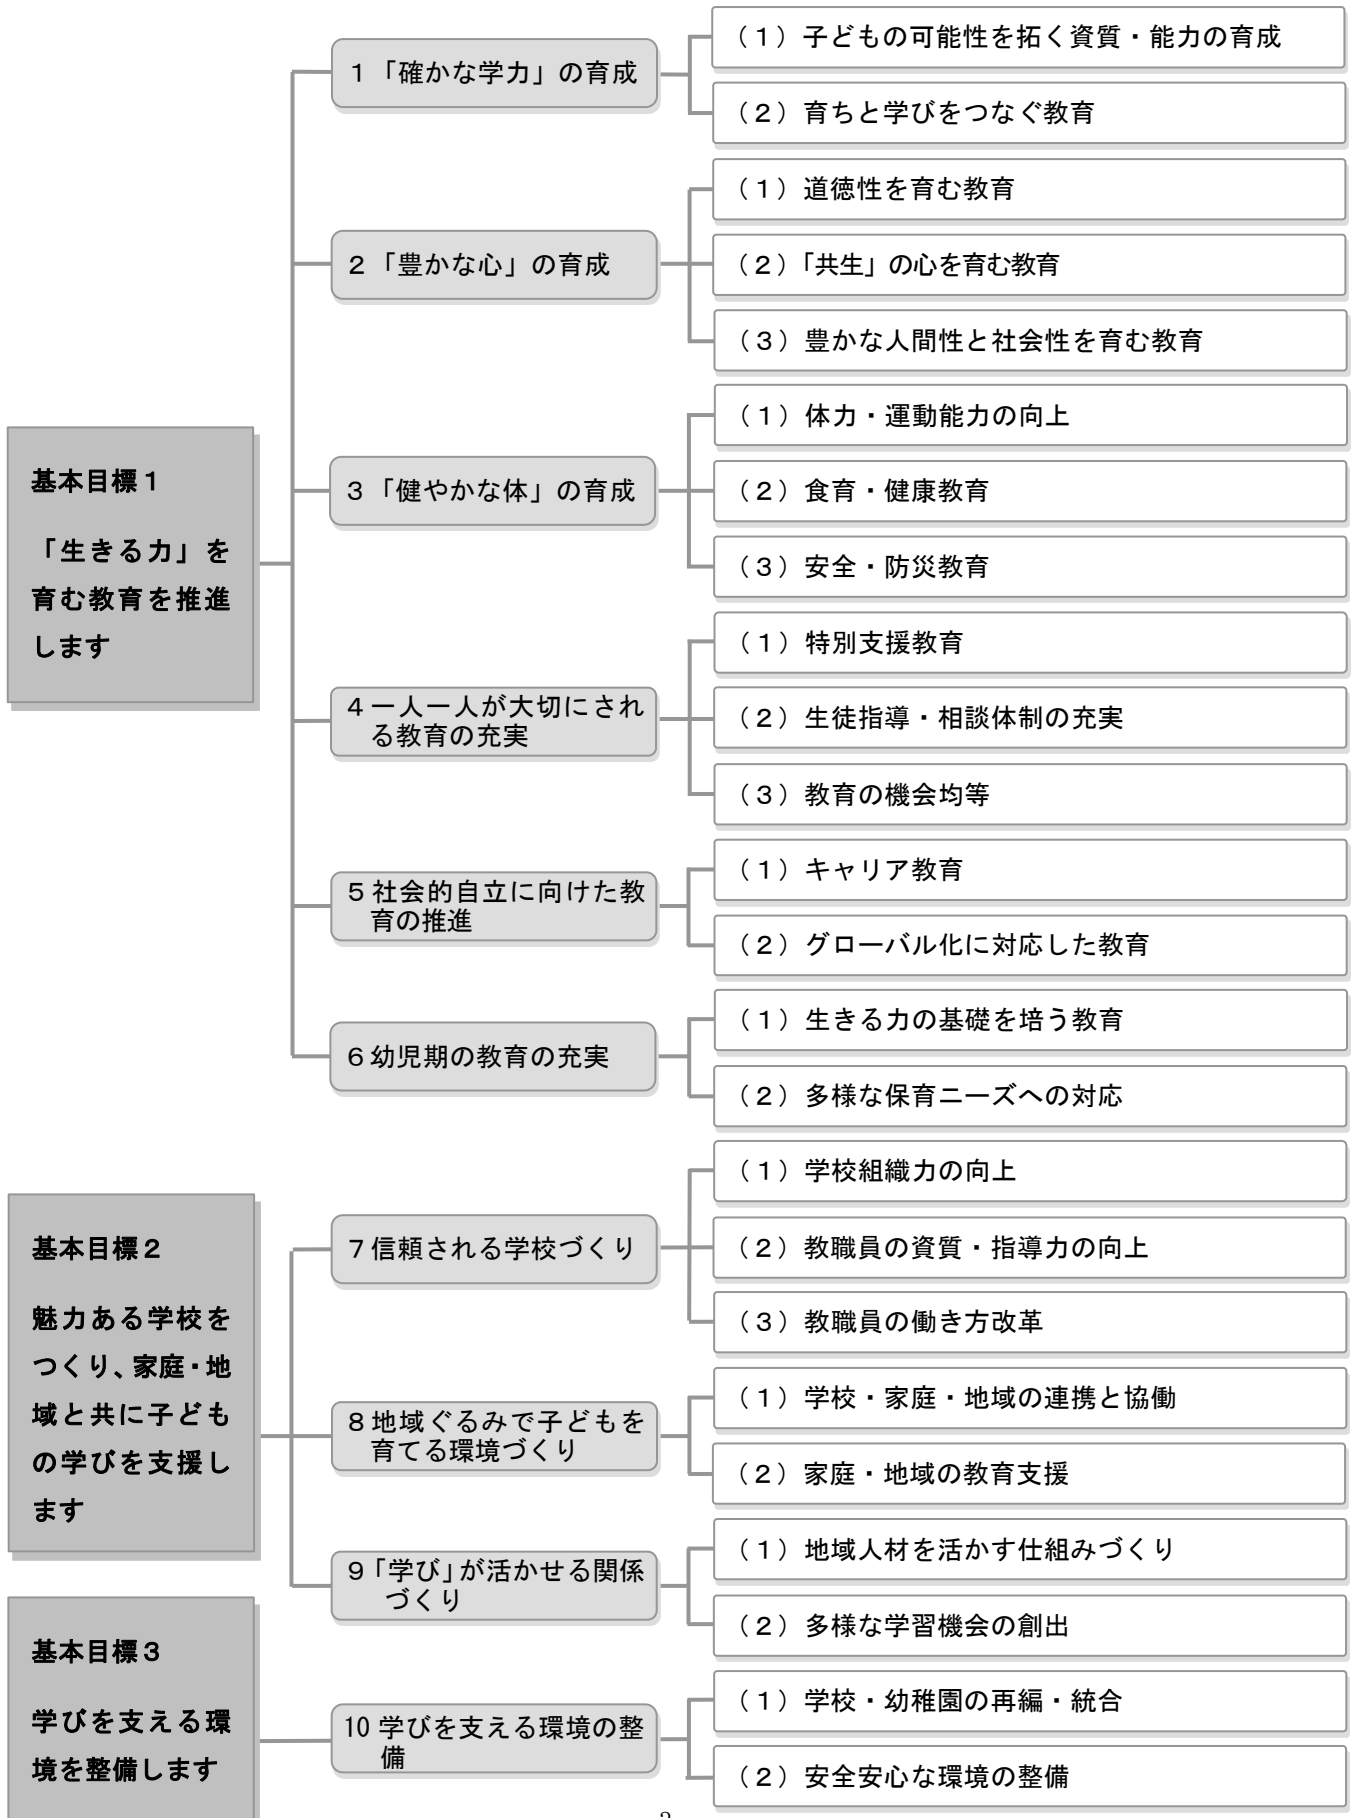 基本目標１
「生きる力」を
育む教育を推進
します
１「確かな学力」の育成
（１）子どもの可能性を拓く資質・能力の育成
（２）育ちと学びをつなぐ教育
２「豊かな心」の育成
（１）道徳性を育む教育
（２）「共生」の心を育む教育
（３）豊かな人間性と社会性を育む教育
３「健やかな体」の育成
（１）体力・運動能力の向上
（２）食育・健康教育
（３）安全・防災教育
４一人一人が大切にされ
る教育の充実
（１）特別支援教育
（２）生徒指導・相談体制の充実
（３）教育の機会均等
５社会的自立に向けた教
育の推進
（１）キャリア教育
（２）グローバル化に対応した教育
６幼児期の教育の充実
（１）生きる力の基礎を培う教育
（２）多様な保育ニーズへの対応
基本目標２
魅力ある学校を
つくり、家庭・地
域と共に子ども
の学びを支援し
ます
７信頼される学校づくり
（１）学校組織力の向上
（２）教職員の資質・指導力の向上
（３）教職員の働き方改革
８地域ぐるみで子どもを
育てる環境づくり
（１）学校・家庭・地域の連携と協働
（２）家庭・地域の教育支援
９「学び」が活かせる関係
づくり
（１）地域人材を活かす仕組みづくり
（２）多様な学習機会の創出
基本目標３
学びを支える環
境を整備します
10 学びを支える環境の整
備
（１）学校・幼稚園の再編・統合
（２）安全安心な環境の整備